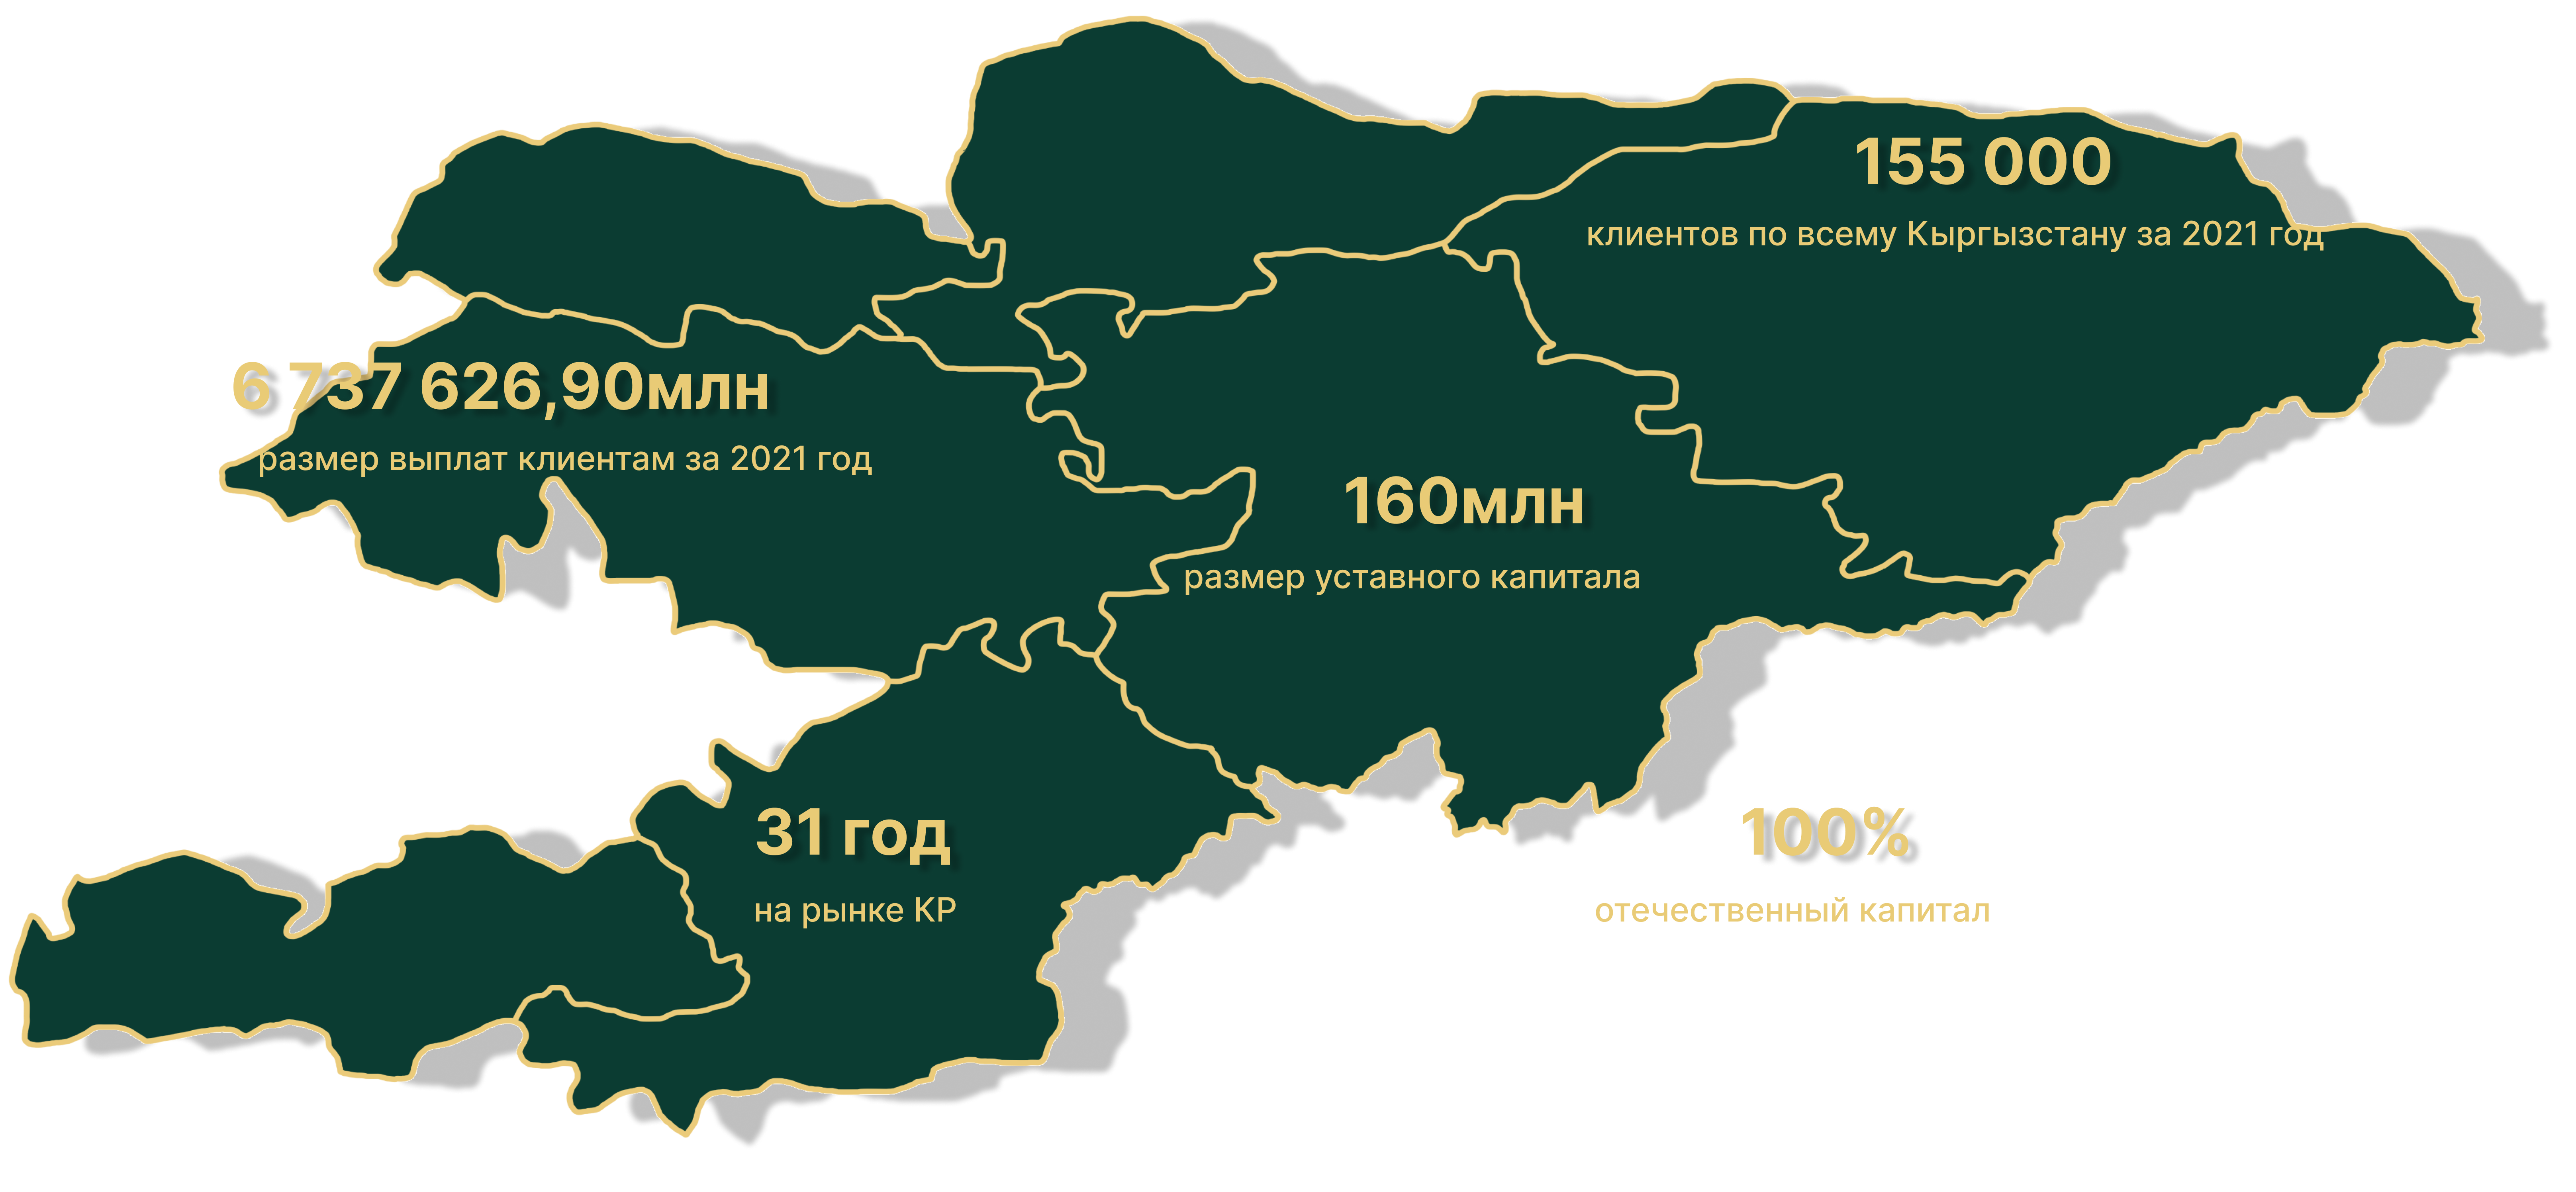 155 000
клиентов по всему Кыргызстану за 2021 год
6 737 626,90млн
размер выплат клиентам за 2021 год
160млн
размер уставного капитала
31 год
на рынке КР
100%
отечественный капитал